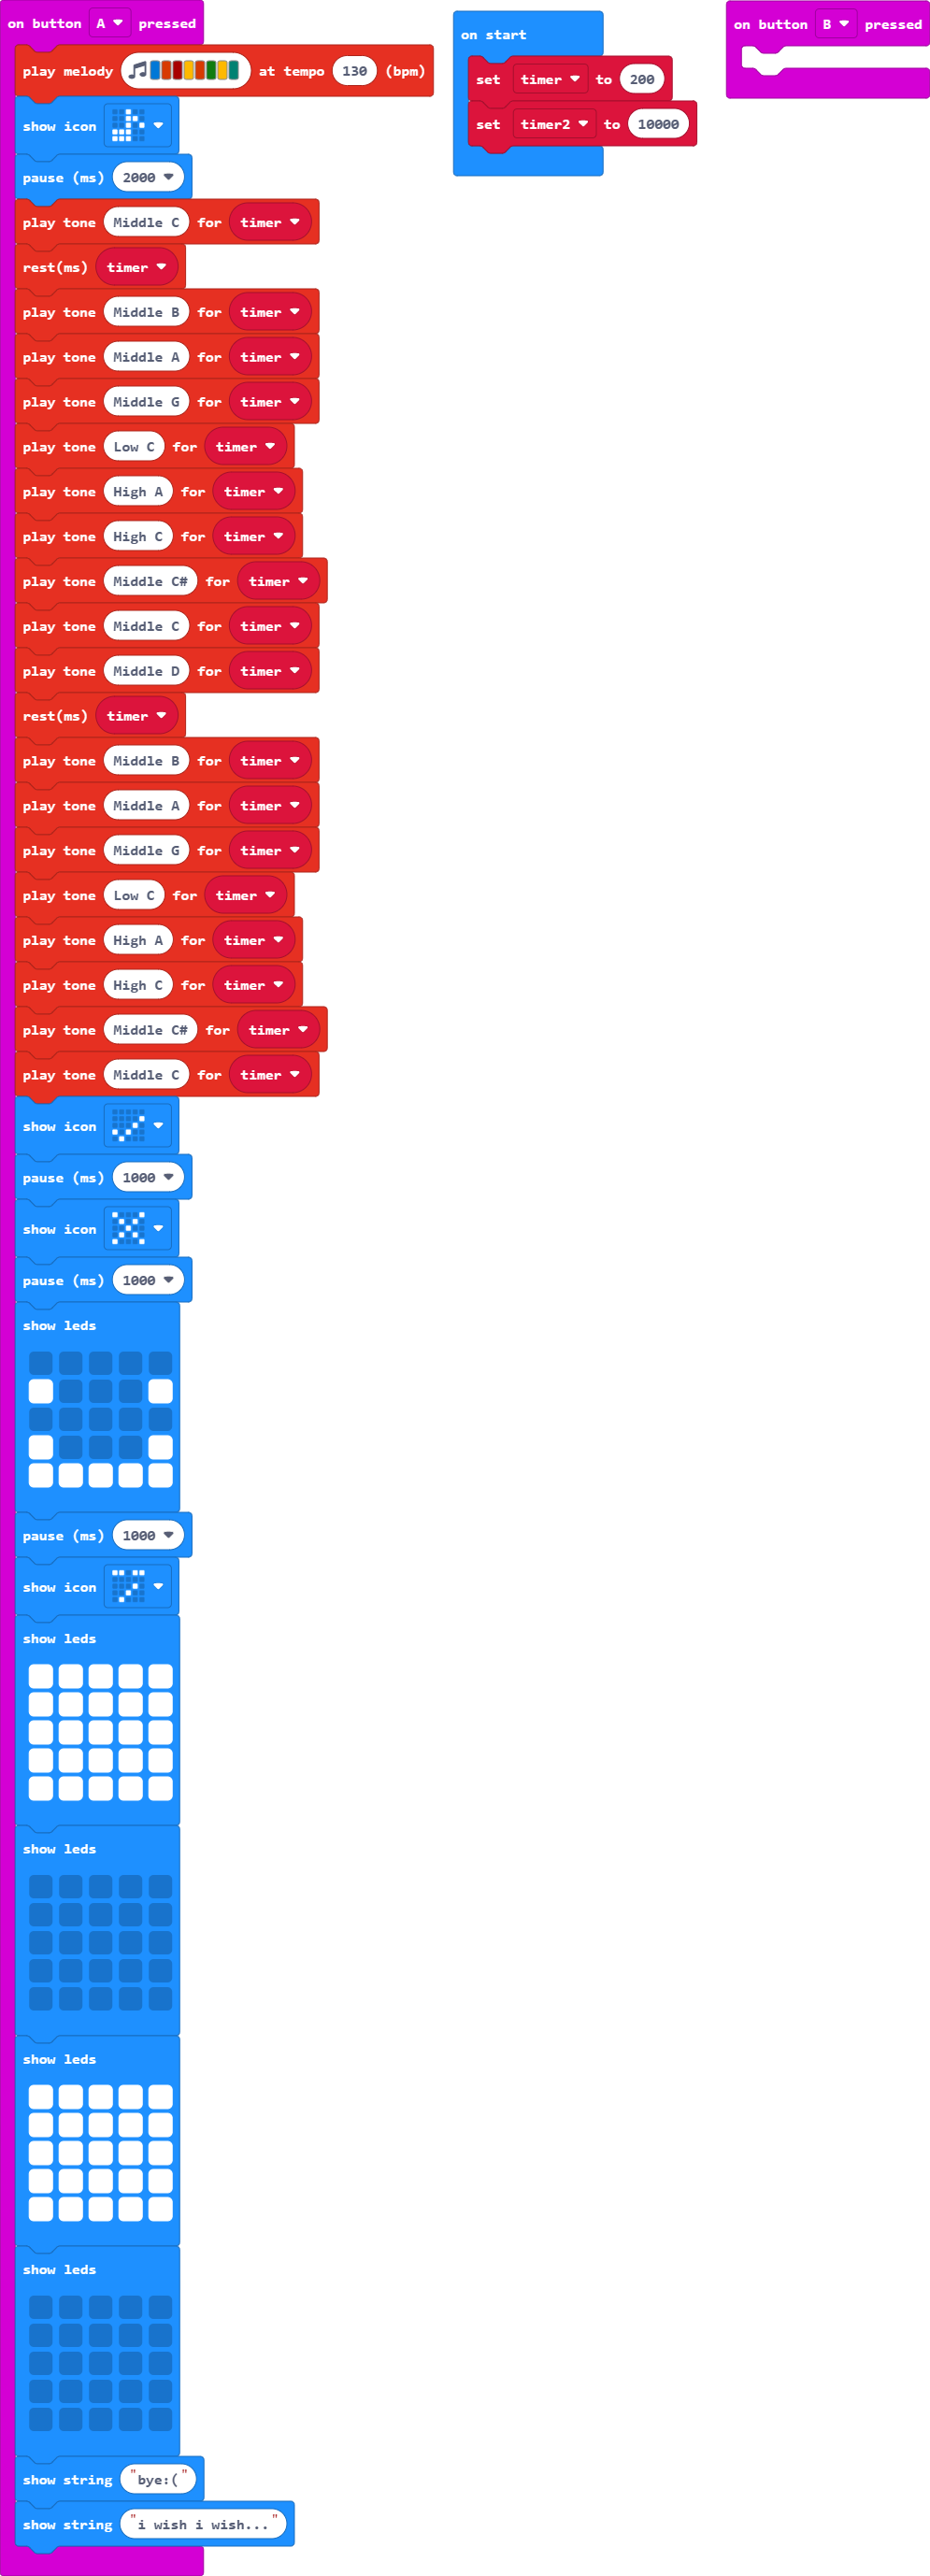 on button A pressed
play melody at tempo 130 (bpm)
show icon
pause (ms) 2000
play tone Middle C for timer
rest(ms) timer
play tone Middle B for timer
play tone Middle A for timer
play tone Middle G for timer
play tone Low C for timer
play tone High A for timer
play tone High C for timer
play tone Middle C# for timer
play tone Middle C for timer
play tone Middle D for timer
rest(ms) timer
play tone Middle B for timer
play tone Middle A for timer
play tone Middle G for timer
play tone Low C for timer
play tone High A for timer
play tone High C for timer
play tone Middle C# for timer
play tone Middle C for timer
show icon
pause (ms) 1000
show icon
pause (ms) 1000
show leds
pause (ms) 1000
show icon
show leds
show leds
show leds
show leds
show string "bye:("
show string "i wish i wish..."
on start
set timer to 200
set timer2 to 10000
on button B pressed